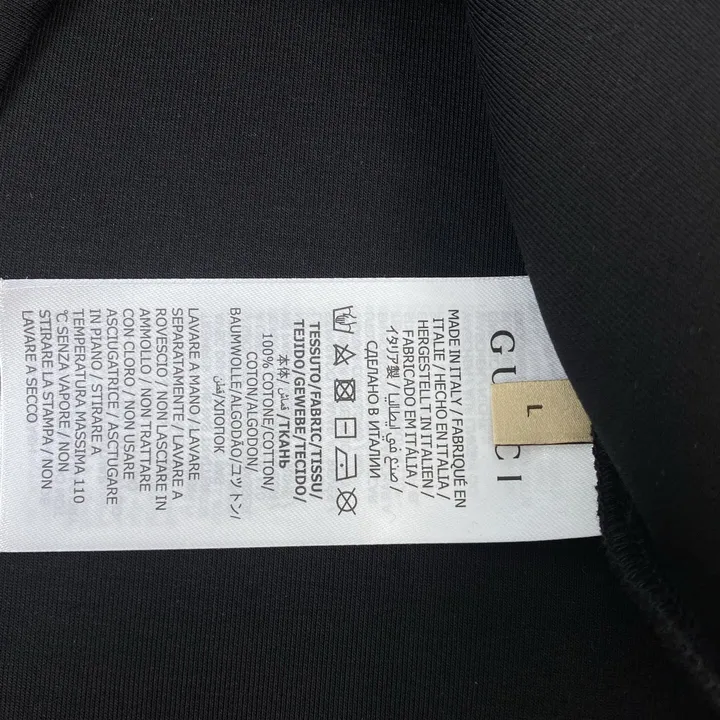 GUCCI
L
MADE IN ITALY / FABRIQUÉ EN
ITALIE / HECHO EN ITALIA /
HERGESTELLT IN ITALIEN /
FABRICADO EM ITÁLIA /
イタリア製 / صنع في إيطاليا /
СДЕЛАНО В ИТАЛИИ
TESSUTO/FABRIC/TISSU/
TEJIDO/GEWEBE/TECIDO/
本体/ قماش /ТКАНЬ
100% COTONE/COTTON/
COTON/ALGODON/
BAUMWOLLE/ALGODÃO/コットン/
قطن/ХЛОПОК
LAVARE A MANO / LAVARE
SEPARATAMENTE / LAVARE A
ROVESCIO / NON LASCIARE IN
AMMOLLO / NON TRATTARE
CON CLORO / NON USARE
ASCIUGATRICE / ASCIUGARE
IN PIANO / STIRARE A
TEMPERATURA MASSIMA 110
°C SENZA VAPORE / NON
STIRARE LA STAMPA / NON
LAVARE A SECCO